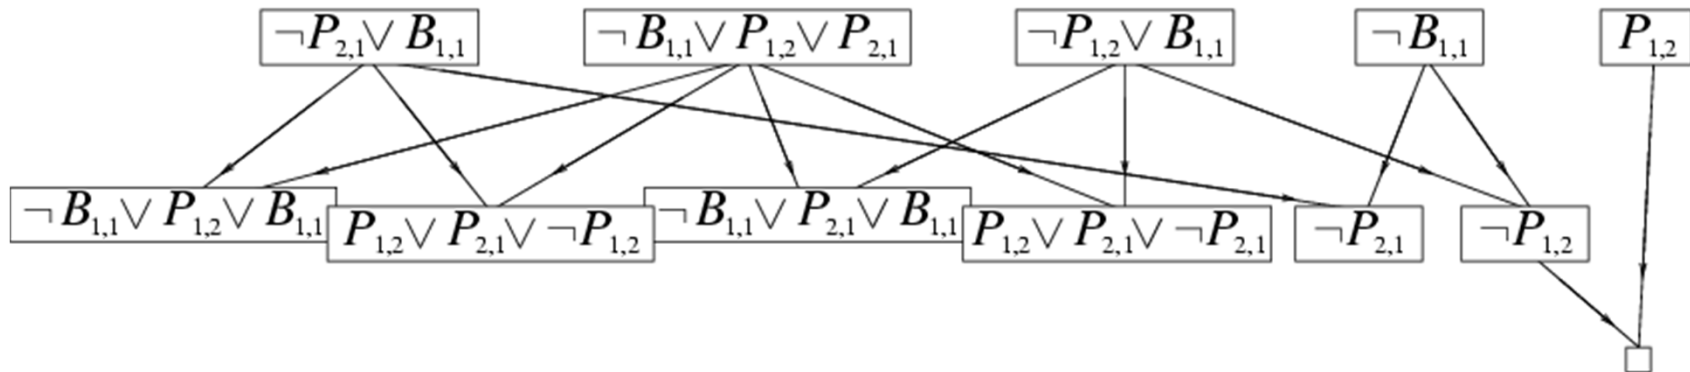 ¬P₂,₁ ∨ B₁,₁ ¬B₁,₁ ∨ P₁,₂ ∨ P₂,₁ ¬P₁,₂ ∨ B₁,₁ ¬B₁,₁ P₁,₂
¬B₁,₁ ∨ P₁,₂ ∨ B₁,₁ P₁,₂ ∨ P₂,₁ ∨ ¬P₁,₂ ¬B₁,₁ ∨ P₂,₁ ∨ B₁,₁ P₁,₂ ∨ P₂,₁ ∨ ¬P₂,₁ ¬P₂,₁ ¬P₁,₂